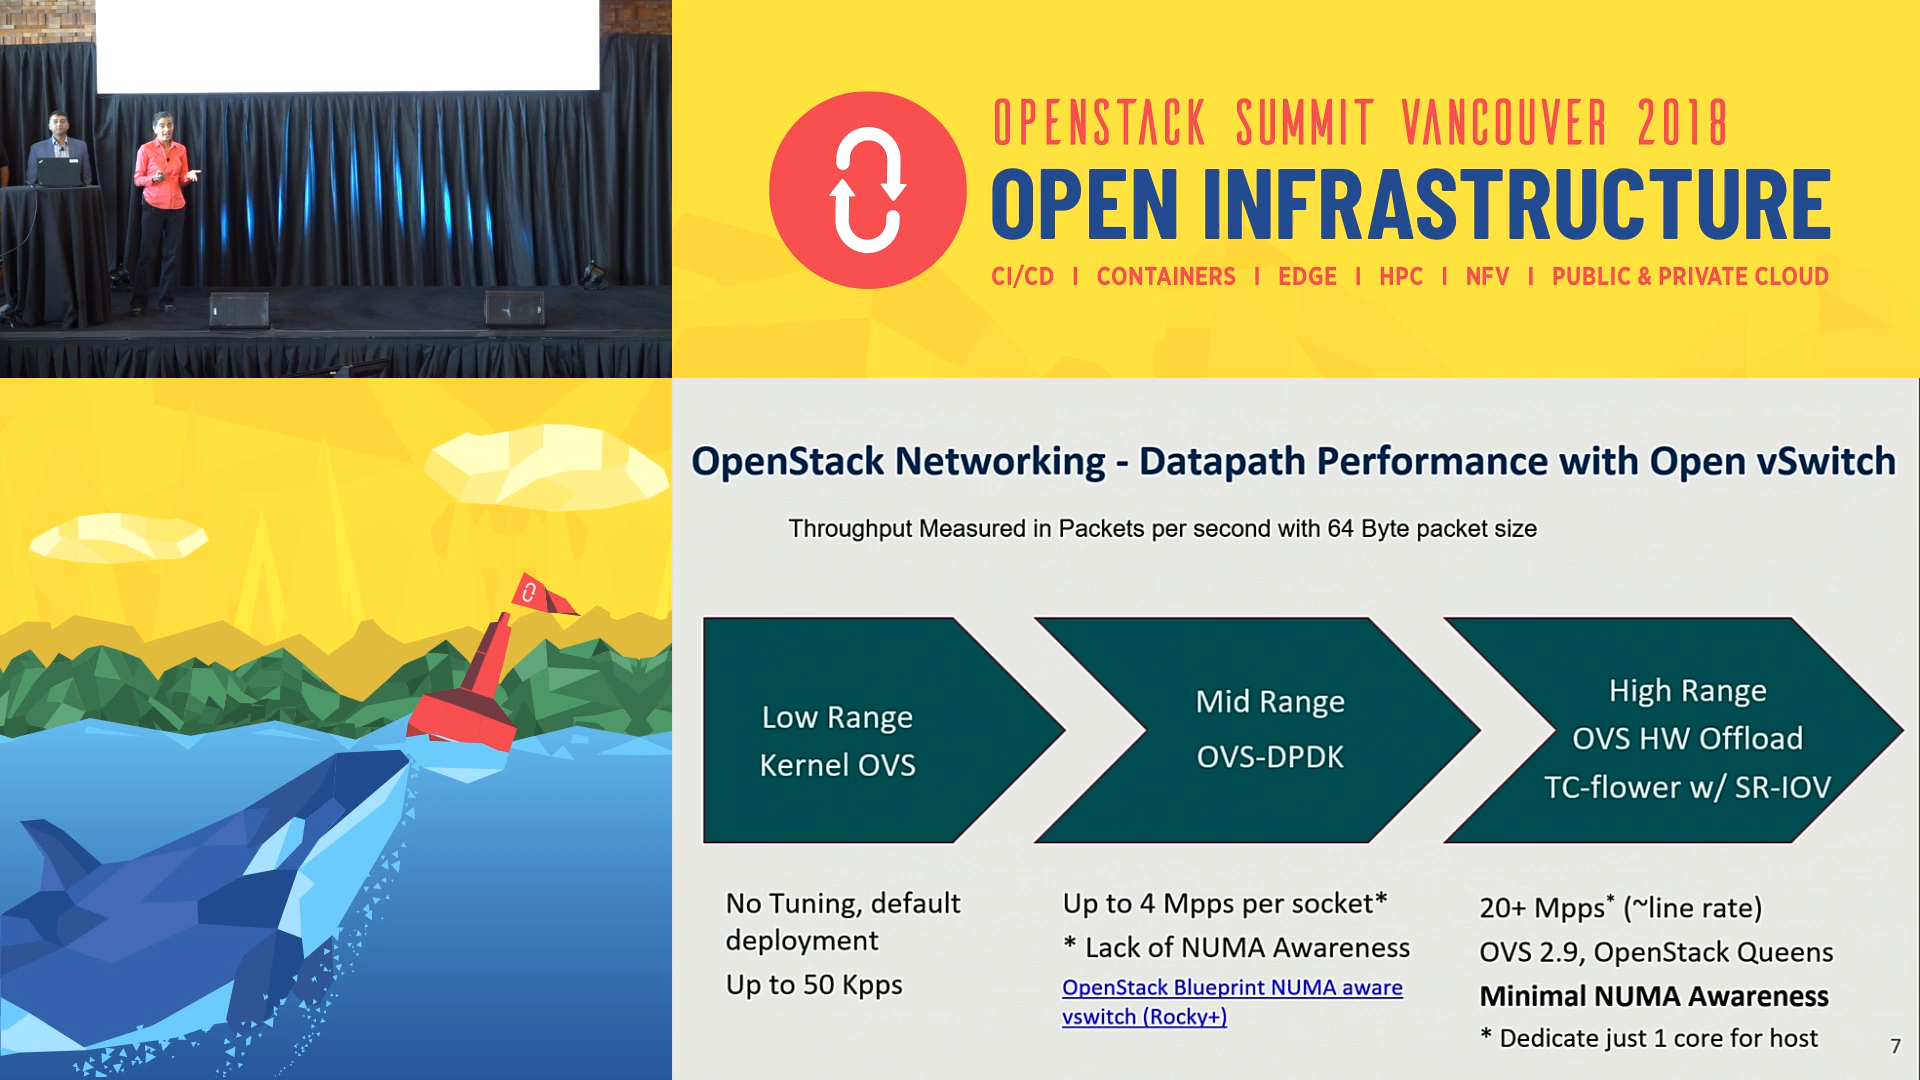 OPENSTACK SUMMIT VANCOUVER 2018
OPEN INFRASTRUCTURE
CI/CD I CONTAINERS I EDGE I HPC I NFV I PUBLIC & PRIVATE CLOUD
OpenStack Networking - Datapath Performance with Open vSwitch
Throughput Measured in Packets per second with 64 Byte packet size
Low Range
Kernel OVS
Mid Range
OVS-DPDK
High Range
OVS HW Offload
TC-flower w/ SR-IOV
No Tuning, default
deployment
Up to 50 Kpps
Up to 4 Mpps per socket*
* Lack of NUMA Awareness
OpenStack Blueprint NUMA aware
vswitch (Rocky+)
20+ Mpps* (~line rate)
OVS 2.9, OpenStack Queens
Minimal NUMA Awareness
* Dedicate just 1 core for host
7